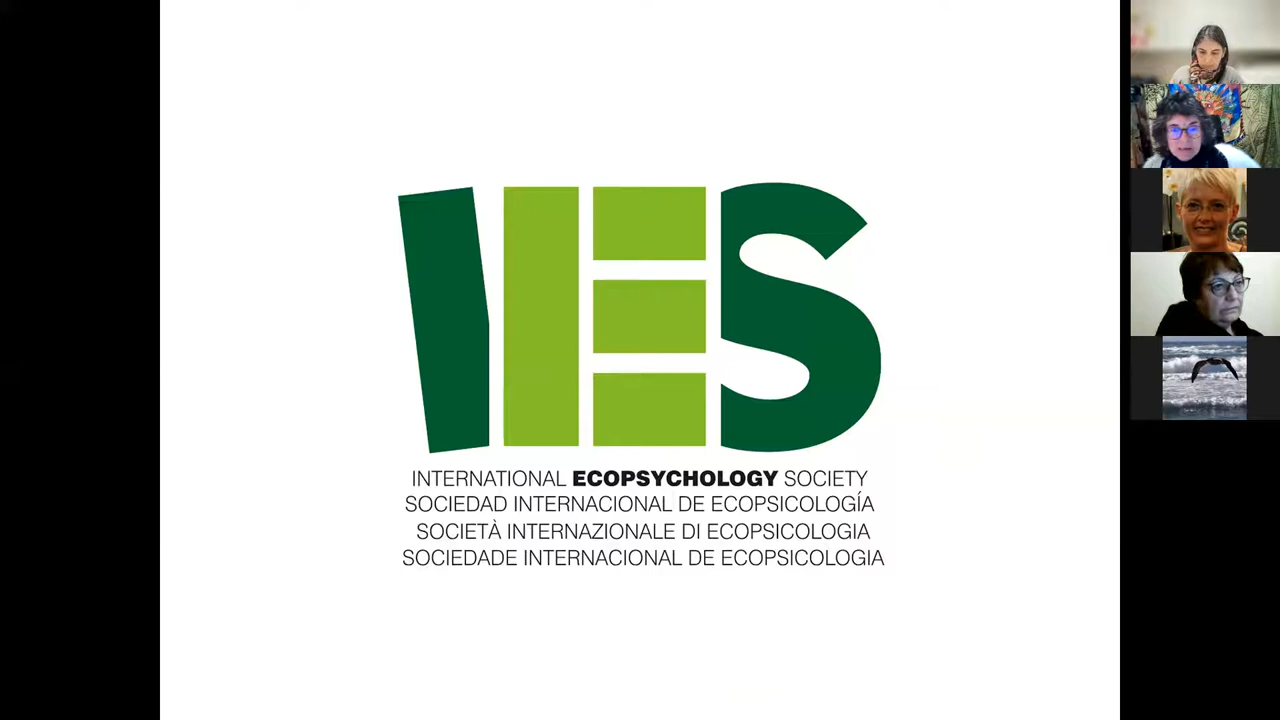 IES
INTERNATIONAL ECOPSYCHOLOGY SOCIETY
SOCIEDAD INTERNACIONAL DE ECOPSICOLOGÍA
SOCIETÀ INTERNAZIONALE DI ECOPSICOLOGIA
SOCIEDADE INTERNACIONAL DE ECOPSICOLOGIA